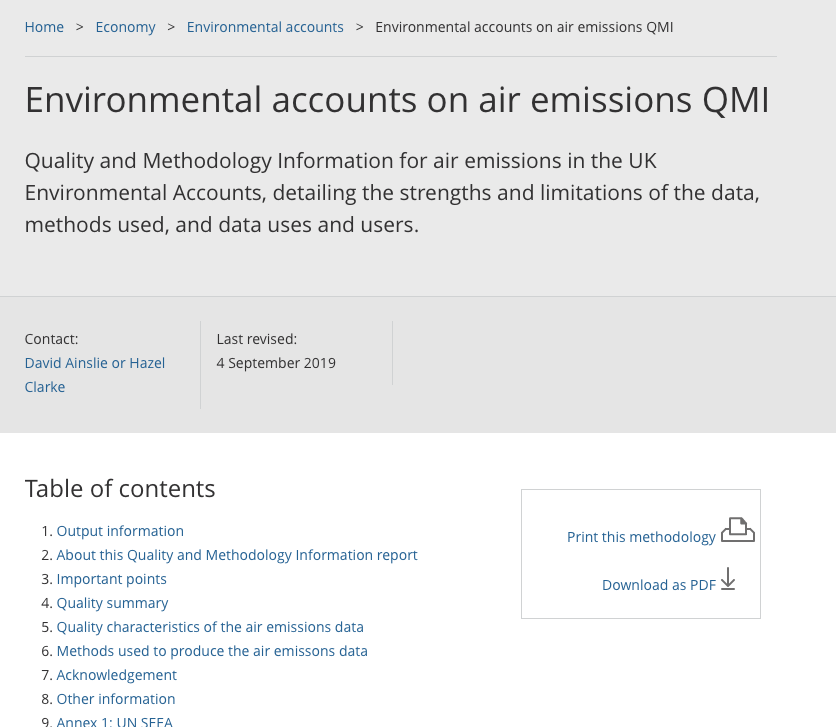 Home > Economy > Environmental accounts > Environmental accounts on air emissions QMI
Environmental accounts on air emissions QMI
Quality and Methodology Information for air emissions in the UK
Environmental Accounts, detailing the strengths and limitations of the data,
methods used, and data uses and users.
Contact:
David Ainslie or Hazel
Clarke
Last revised:
4 September 2019
Table of contents
1. Output information
2. About this Quality and Methodology Information report
3. Important points
4. Quality summary
5. Quality characteristics of the air emissions data
6. Methods used to produce the air emissons data
7. Acknowledgement
8. Other information
9. Annex 1: UN SEEA
Print this methodology
Download as PDF